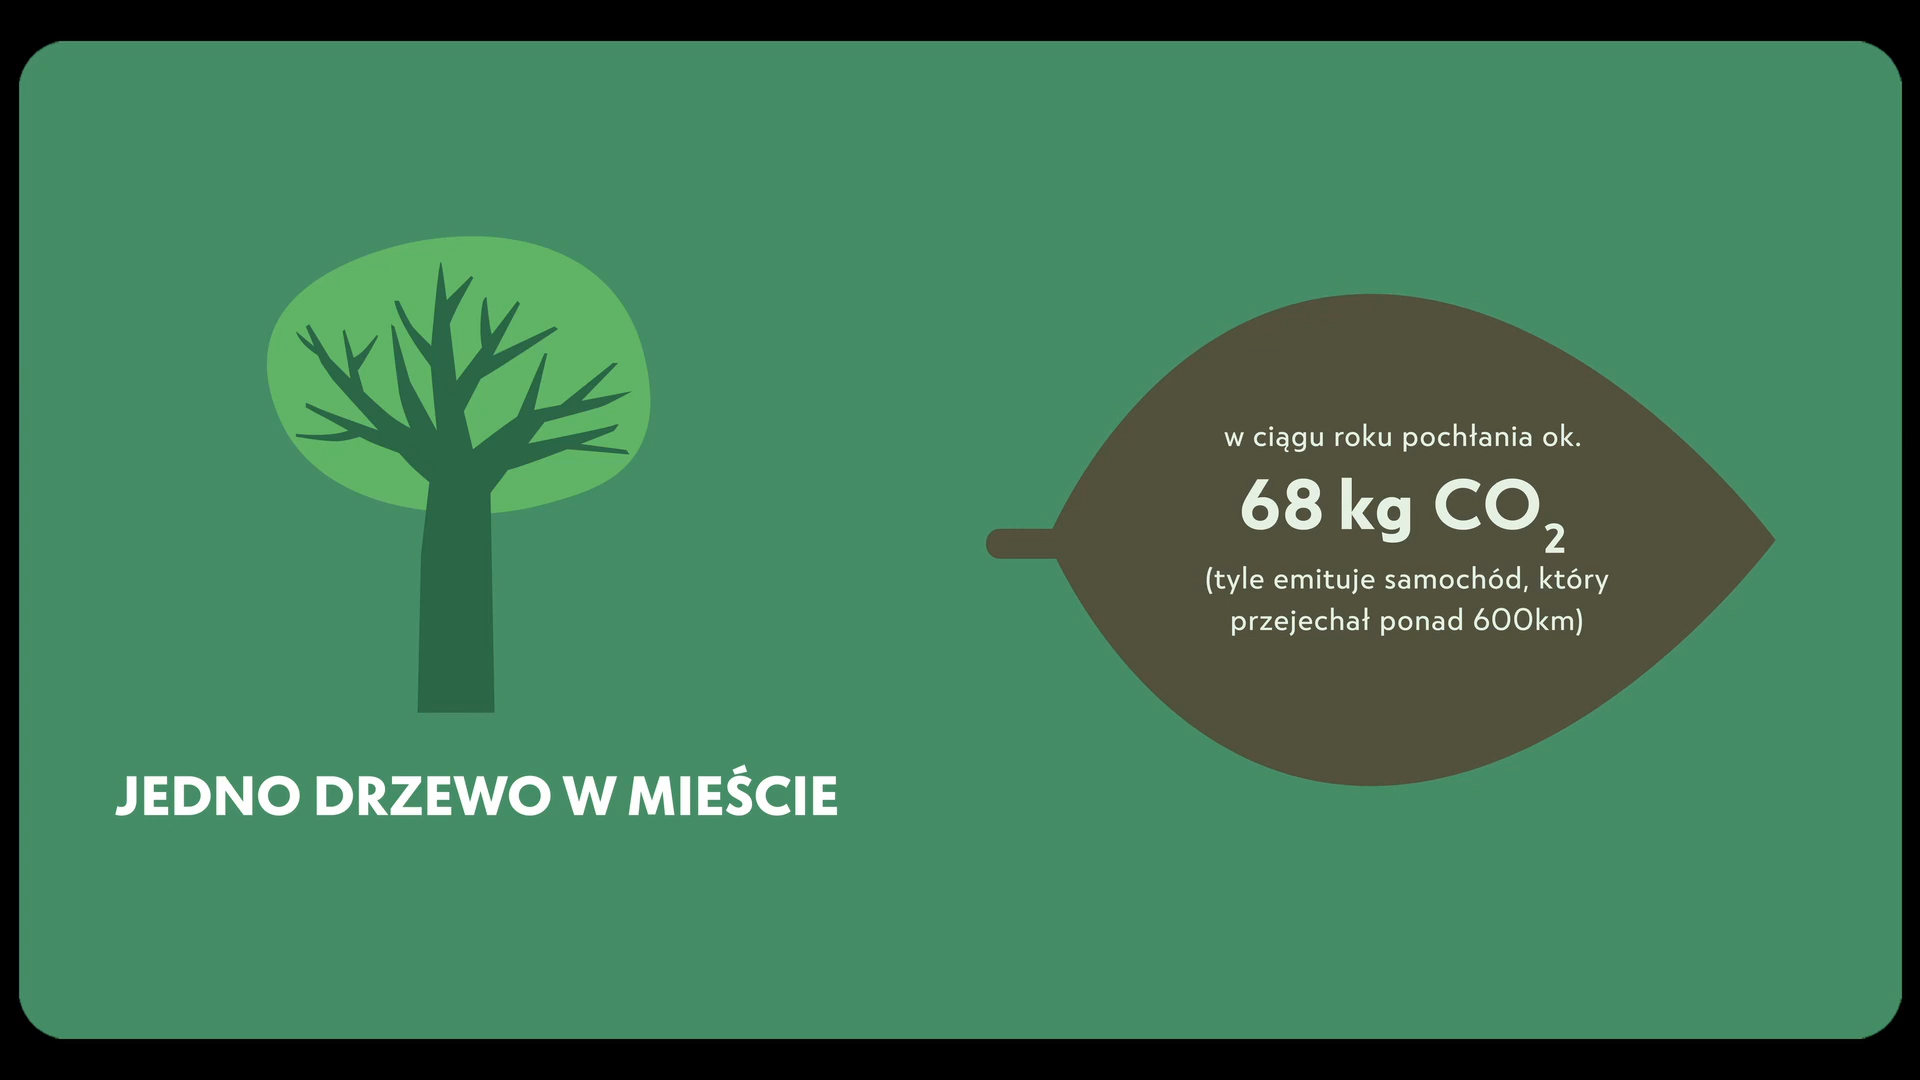 JEDNO DRZEWO W MIEŚCIE
w ciągu roku pochłania ok.
68 kg CO₂
(tyle emituje samochód, który
przejechał ponad 600km)